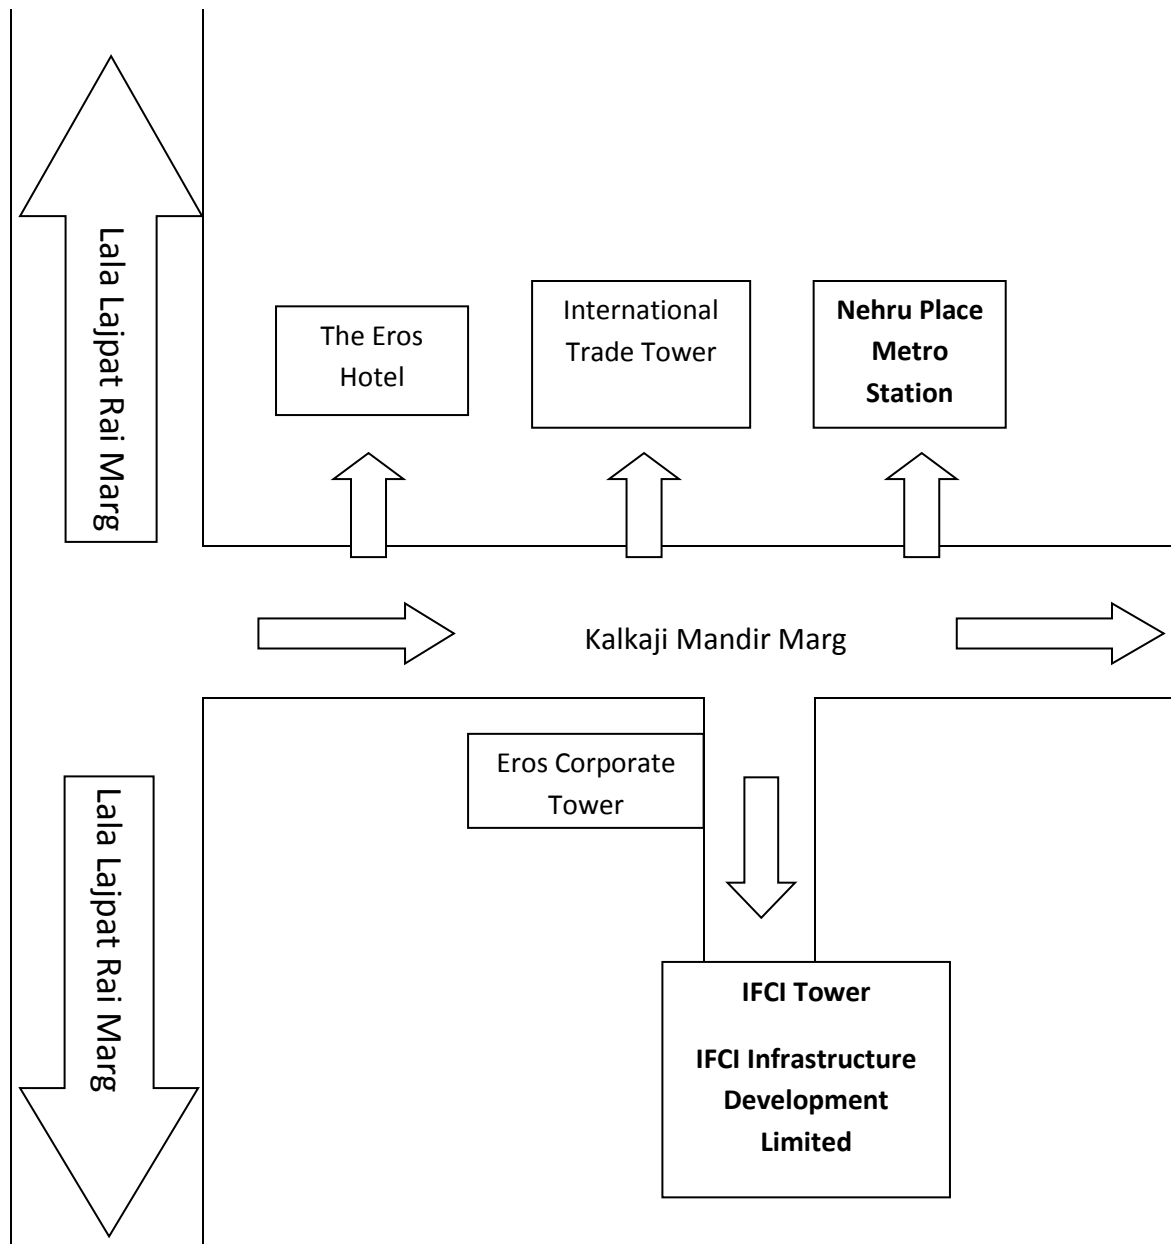 Lala Lajpat Rai Marg
The Eros
Hotel
International
Trade Tower
Nehru Place
Metro
Station
Kalkaji Mandir Marg
Eros Corporate
Tower
Lala Lajpat Rai Marg
IFCI Tower
IFCI Infrastructure
Development
Limited